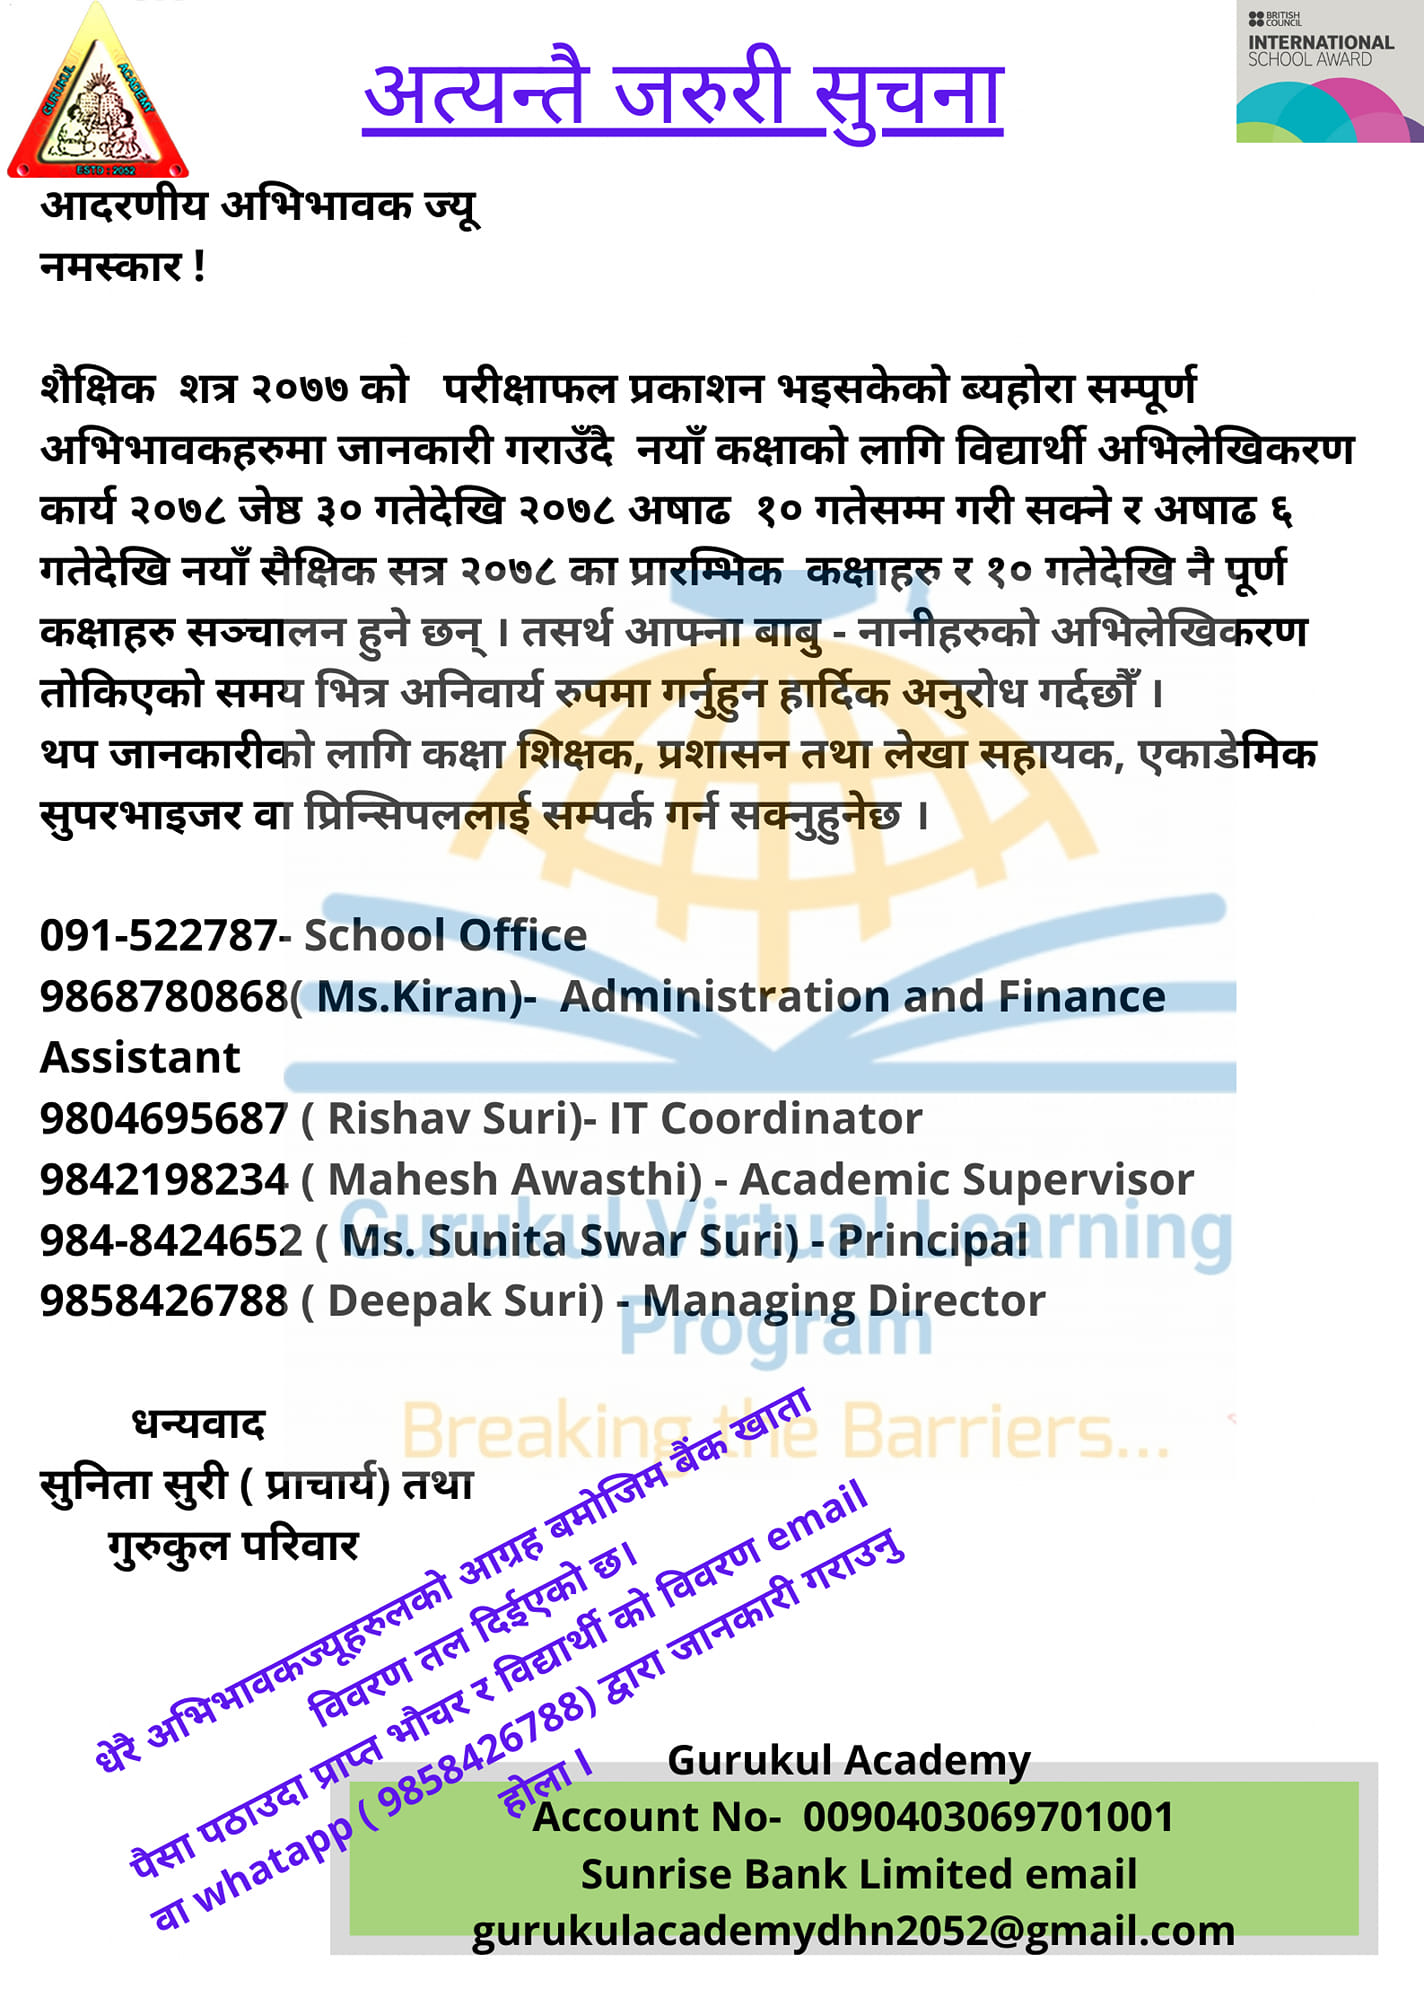 GURUKUL ACADEMY
ESTD : 2052
अत्यन्तै जरुरी सुचना
BRITISH
COUNCIL
INTERNATIONAL
SCHOOL AWARD
आदरणीय अभिभावक ज्यू
नमस्कार !
शैक्षिक शत्र २०७७ को परीक्षाफल प्रकाशन भइसकेको ब्यहोरा सम्पूर्ण
अभिभावकहरुमा जानकारी गराउँदै नयाँ कक्षाको लागि विद्यार्थी अभिलेखिकरण
कार्य २०७८ जेष्ठ ३० गतेदेखि २०७८ अषाढ १० गतेसम्म गरी सक्ने र अषाढ ६
गतेदेखि नयाँ सैक्षिक सत्र २०७८ का प्रारम्भिक कक्षाहरु र १० गतेदेखि नै पूर्ण
कक्षाहरु सञ्चालन हुने छन् । तसर्थ आफ्ना बाबु - नानीहरुको अभिलेखिकरण
तोकिएको समय भित्र अनिवार्य रुपमा गर्नुहुन हार्दिक अनुरोध गर्दछौँ ।
थप जानकारीको लागि कक्षा शिक्षक, प्रशासन तथा लेखा सहायक, एकाडेमिक
सुपरभाइजर वा प्रिन्सिपललाई सम्पर्क गर्न सक्नुहुनेछ ।
091-522787- School Office
9868780868( Ms.Kiran)- Administration and Finance
Assistant
9804695687 ( Rishav Suri)- IT Coordinator
9842198234 ( Mahesh Awasthi) - Academic Supervisor
984-8424652 ( Ms. Sunita Swar Suri) - Principal
9858426788 ( Deepak Suri) - Managing Director
Gurukul Virtual Learning
Program
Breaking the Barriers...
धन्यवाद
सुनिता सुरी ( प्राचार्य) तथा
गुरुकुल परिवार
धेरै अभिभावकज्यूहरुलको आग्रह बमोजिम बैंक खाता
विवरण तल दिईएको छ।
पैसा पठाउदा प्राप्त भौचर र विद्यार्थी को विवरण email
वा whatapp ( 9858426788) द्वारा जानकारी गराउनु
होला ।
Gurukul Academy
Account No- 0090403069701001
Sunrise Bank Limited email
gurukulacademydhn2052@gmail.com